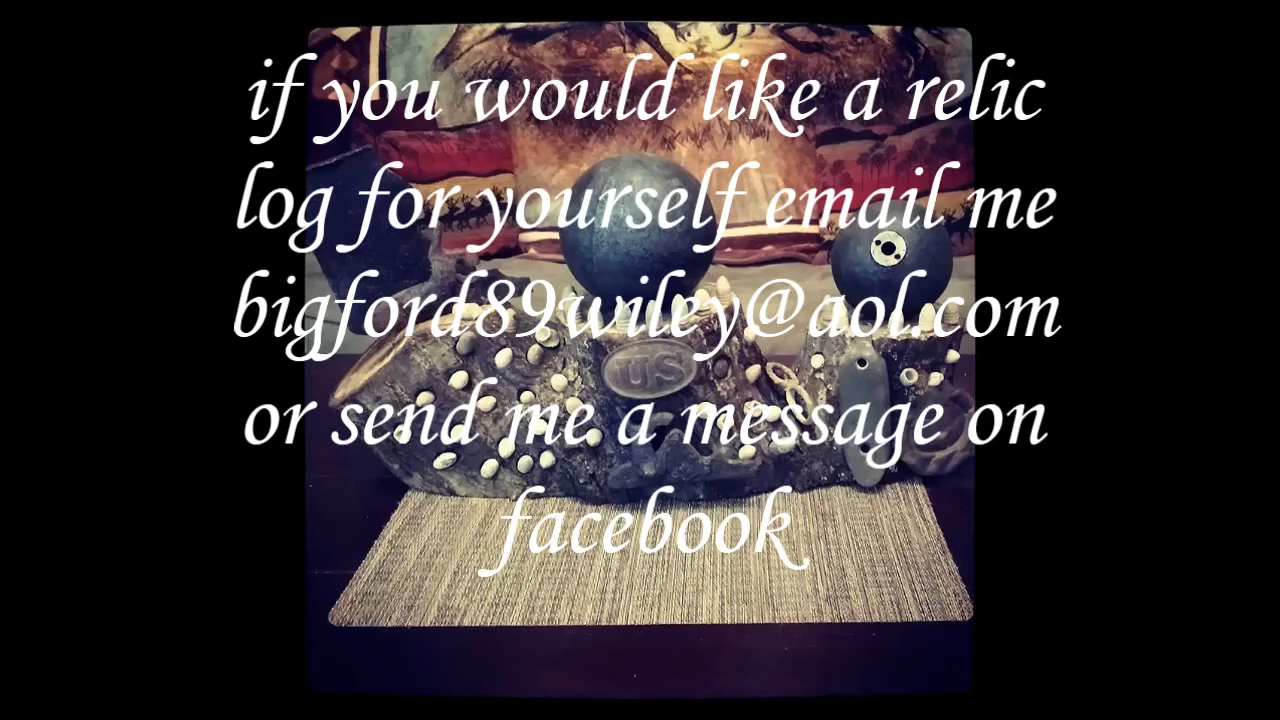 if you would like a relic
log for yourself email me
bigford89wiley@aol.com
or send me a message on
facebook
US